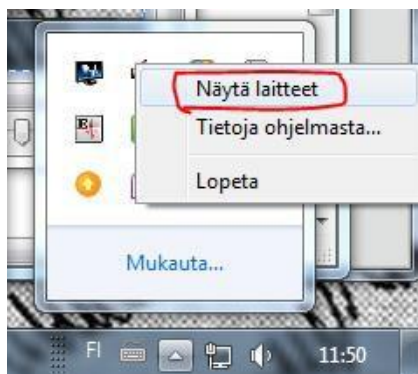 Näytä laitteet
Tietoja ohjelmasta...
Lopeta
Mukauta...
FI
11:50